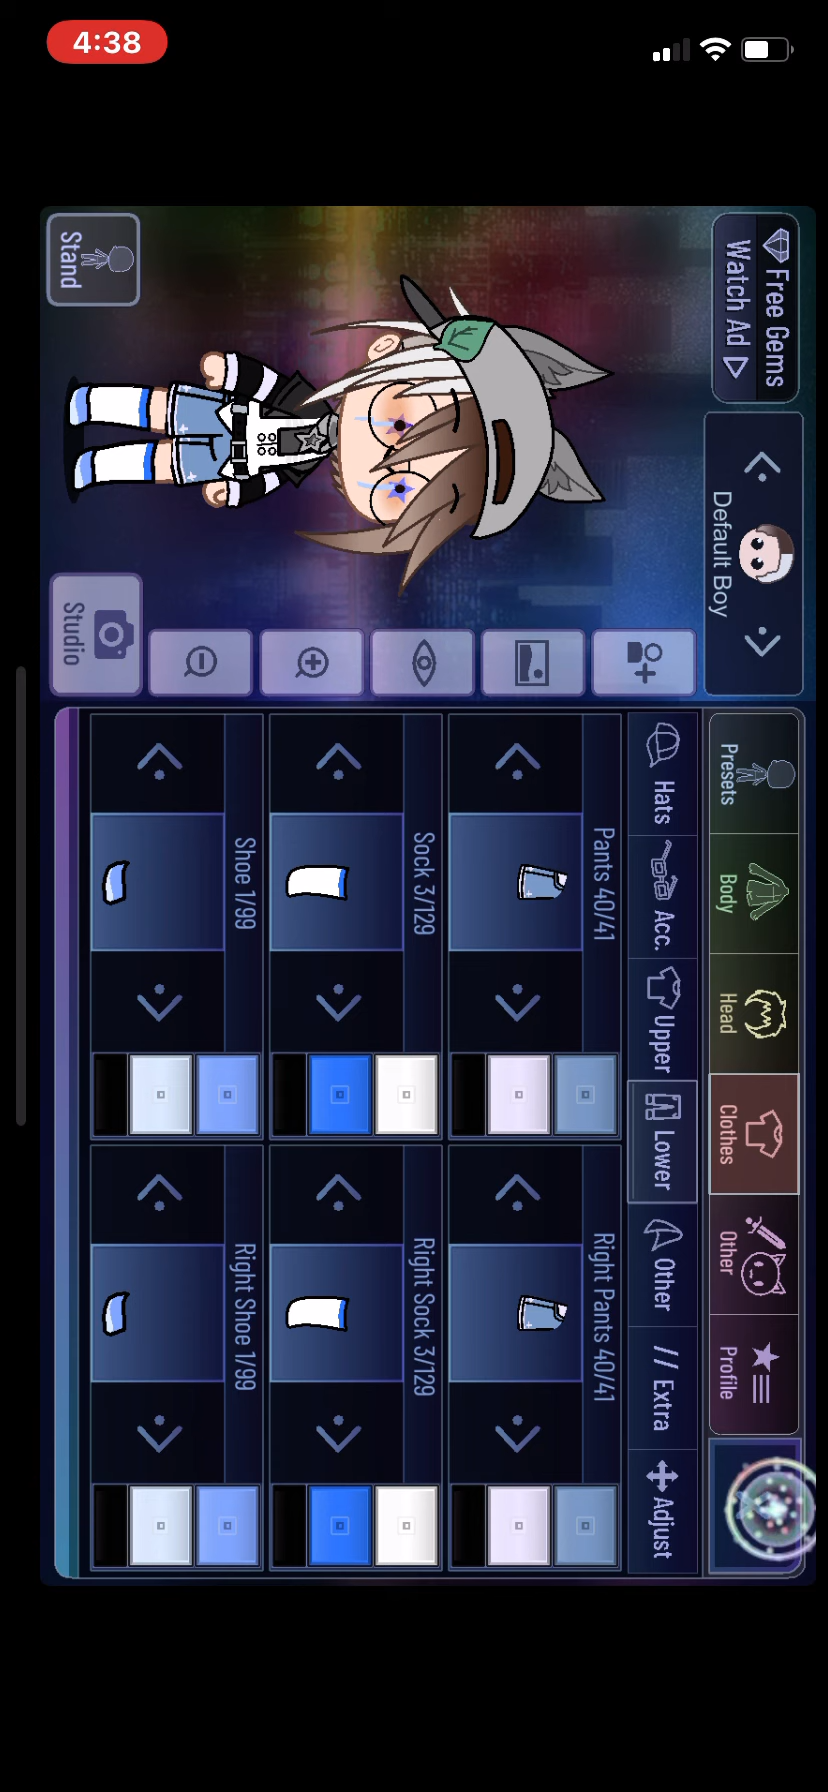 4:38
Stand
Free Gems
Watch Ad
Default Boy
Studio
Presets
Body
Head
Clothes
Other
Profile
Hats
Acc.
Upper
Lower
Other
Extra
Adjust
Pants 40/41
Right Pants 40/41
Sock 3/129
Right Sock 3/129
Shoe 1/99
Right Shoe 1/99